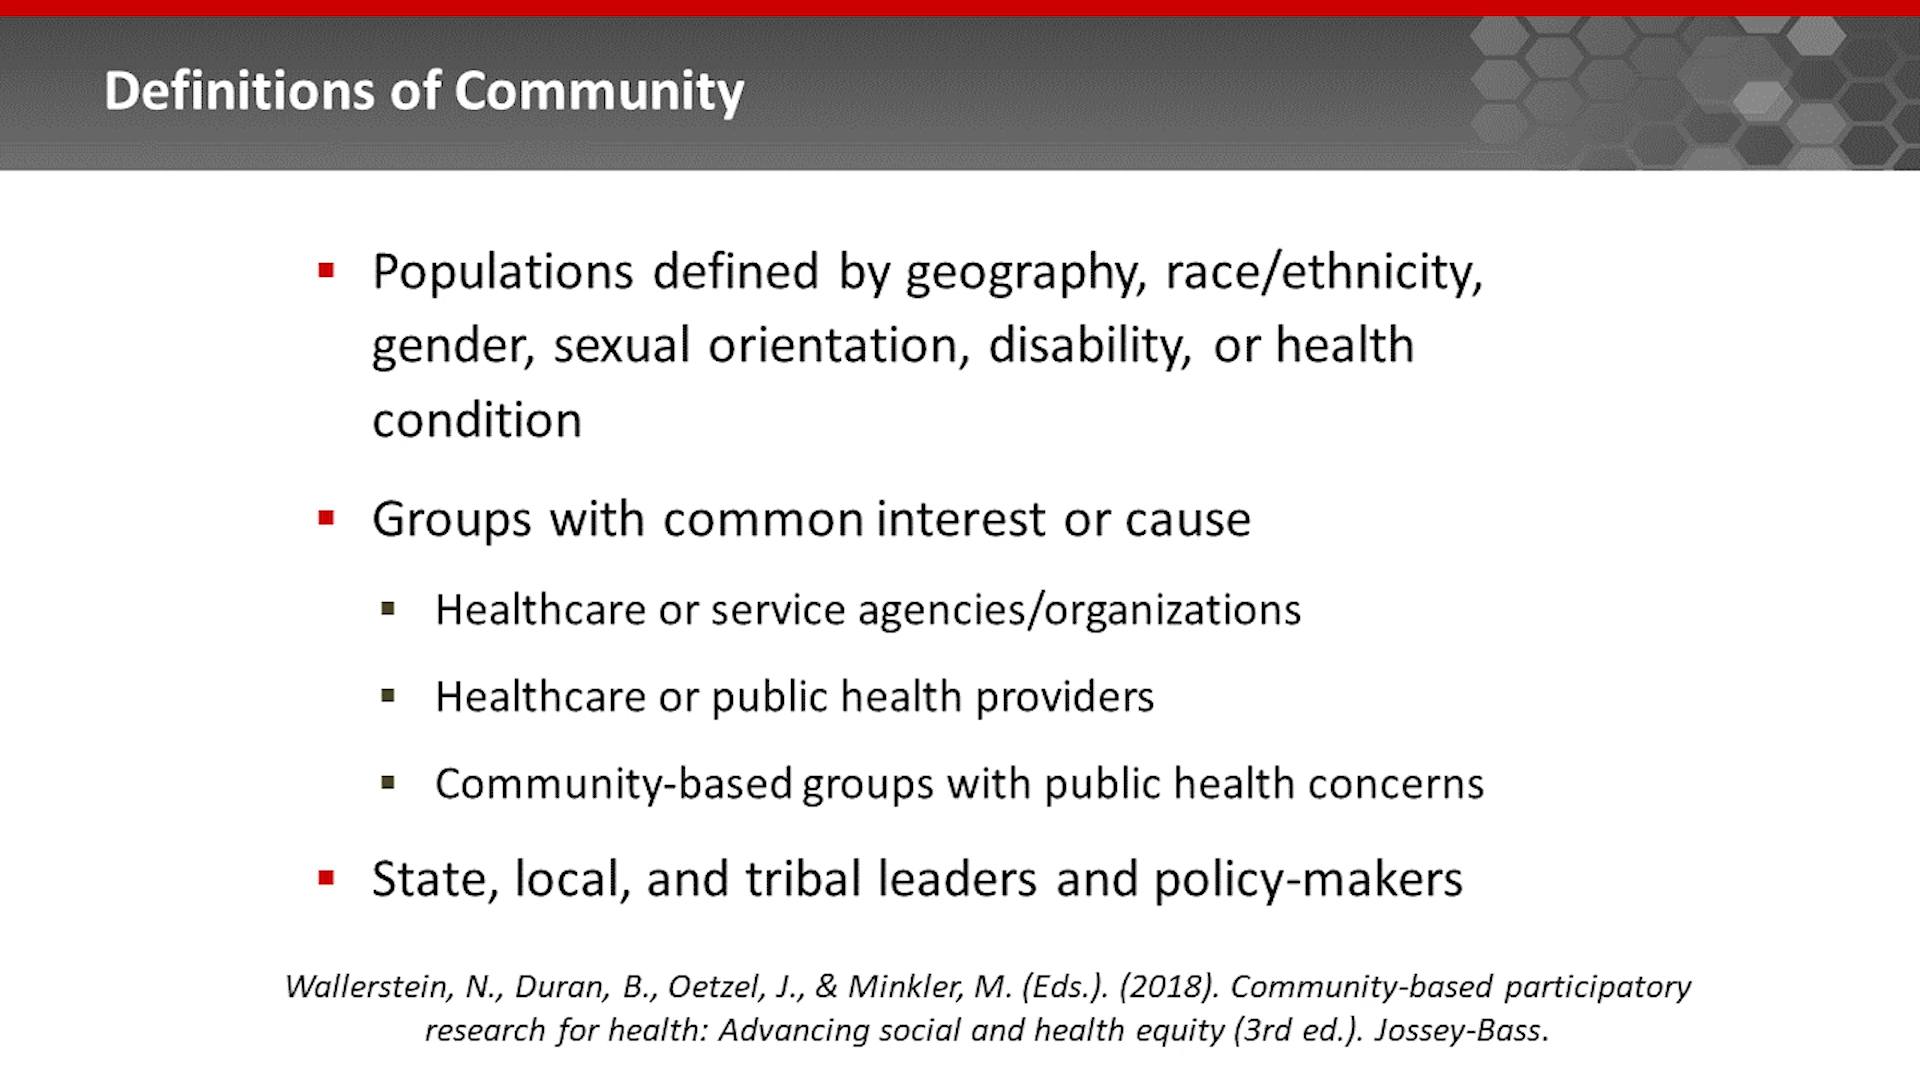 Definitions of Community
▪ Populations defined by geography, race/ethnicity,
gender, sexual orientation, disability, or health
condition
▪ Groups with common interest or cause
▪ Healthcare or service agencies/organizations
▪ Healthcare or public health providers
▪ Community-based groups with public health concerns
▪ State, local, and tribal leaders and policy-makers
Wallerstein, N., Duran, B., Oetzel, J., & Minkler, M. (Eds.). (2018). Community-based participatory
research for health: Advancing social and health equity (3rd ed.). Jossey-Bass.